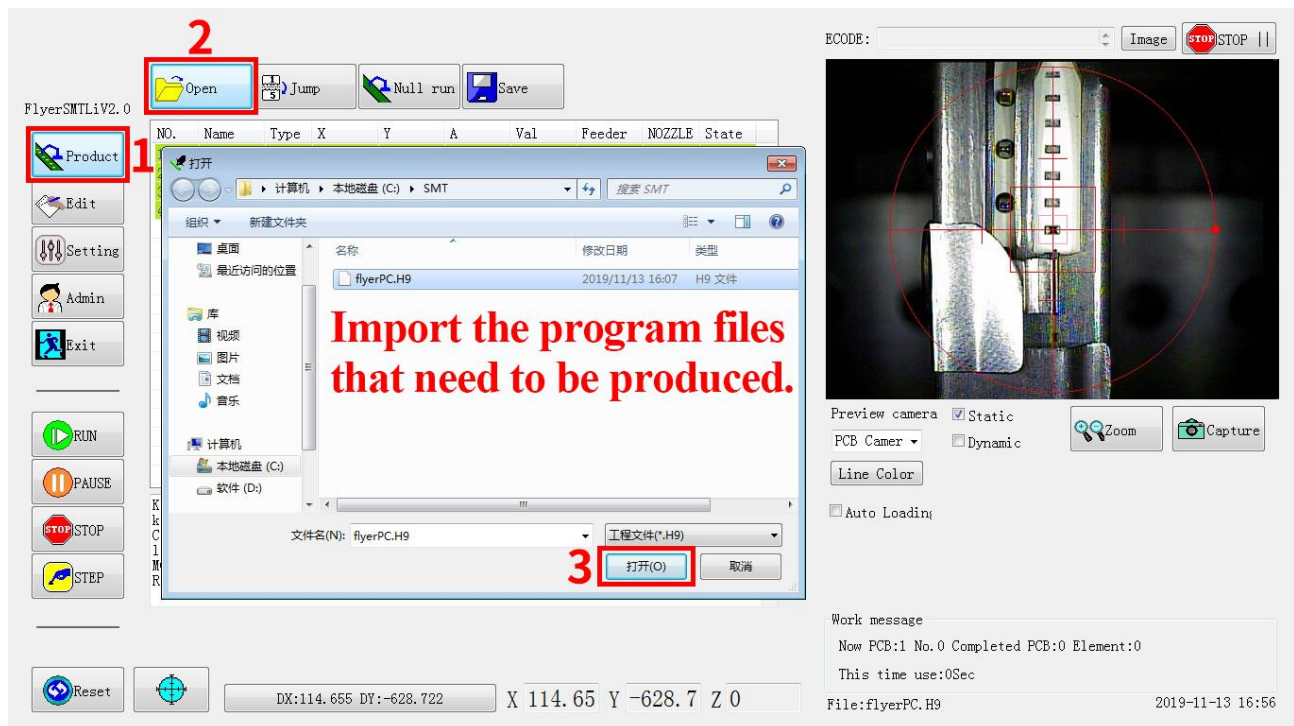 2
ECODE:
Image
STOP
STOP ||
Open
1
5
Jump
Null run
Save
FlyerSMTLiV2.0
NO. Name Type X Y A Val Feeder NOZZLE State
Product
1
打开
计算机 本地磁盘 (C:) SMT
搜索 SMT
Edit
组织 新建文件夹
Setting
桌面
最近访问的位置
名称 修改日期 类型
flyerPC.H9 2019/11/13 16:07 H9 文件
Admin
库
视频
图片
文档
音乐
Import the program files
that need to be produced.
Exit
计算机
本地磁盘 (C:)
软件 (D:)
RUN
PAUSE
STOP
STOP
STEP
文件名(N): flyerPC.H9 工程文件(*.H9)
3
打开(O) 取消
Preview camera
Static
PCB Camer
Dynamic
Zoom
Capture
Line Color
Auto Loading
Work message
Now PCB:1 No.0 Completed PCB:0 Element:0
This time use:0Sec
Reset
DX:114.655 DY:-628.722
X 114.65 Y -628.7 Z 0
File:flyerPC.H9
2019-11-13 16:56